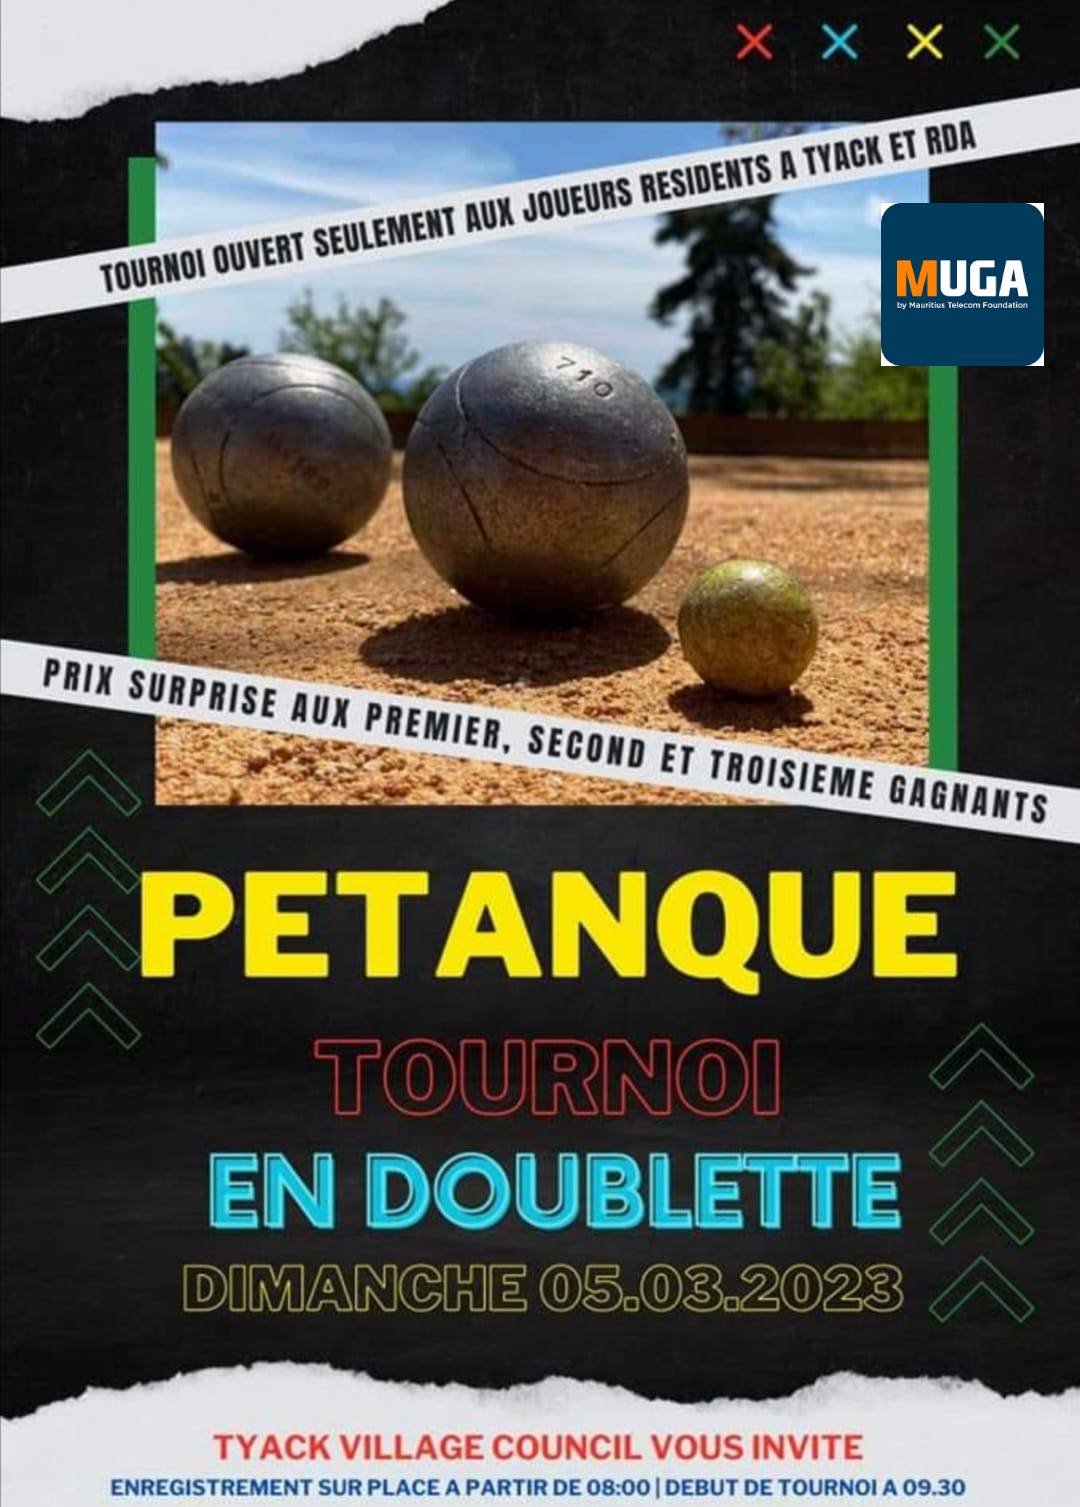 TOURNOI OUVERT SEULEMENT AUX JOUEURS RESIDENTS A TYACK ET RDA
MUGA
by Mauritius Telecom Foundation
710
PRIX SURPRISE AUX PREMIER, SECOND ET TROISIEME GAGNANTS
PETANQUE
TOURNOI
EN DOUBLETTE
DIMANCHE 05.03.2023
TYACK VILLAGE COUNCIL VOUS INVITE
ENREGISTREMENT SUR PLACE A PARTIR DE 08:00 | DEBUT DE TOURNOI A 09.30